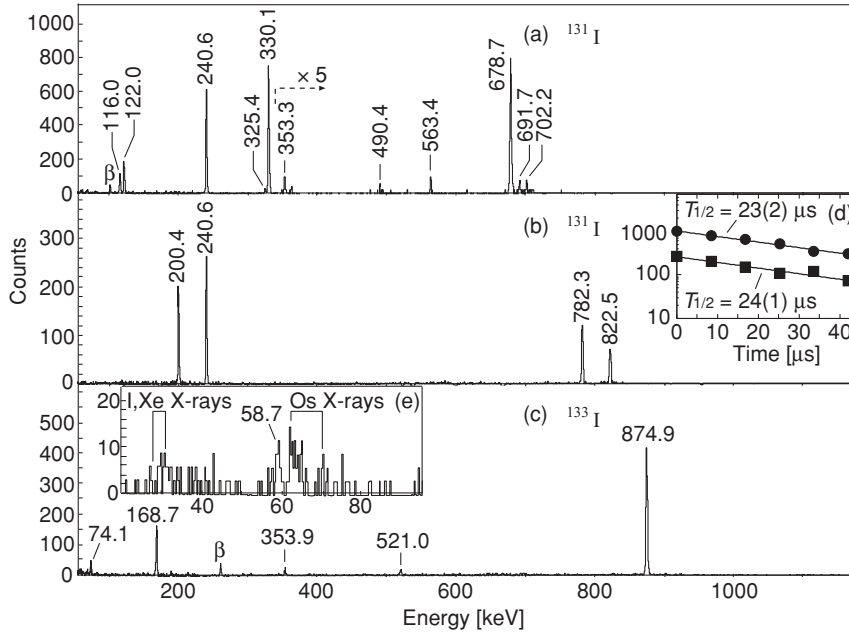 Counts
1000
800
600
400
200
0
(a) ¹³¹I
β
116.0
122.0
240.6
325.4
330.1
353.3
× 5
490.4
563.4
678.7
691.7
702.2
300
200
100
0
(b) ¹³¹I
200.4
240.6
782.3
822.5
(d)
T1/2 = 23(2) μs
T1/2 = 24(1) μs
1000
100
10
0 10 20 30 40
Time [μs]
500
400
300
200
100
0
(c) ¹³³I
74.1
168.7
β
353.9
521.0
874.9
20
10
0
I,Xe X-rays
58.7
Os X-rays (e)
40 60 80
200 400 600 800 1000
Energy [keV]